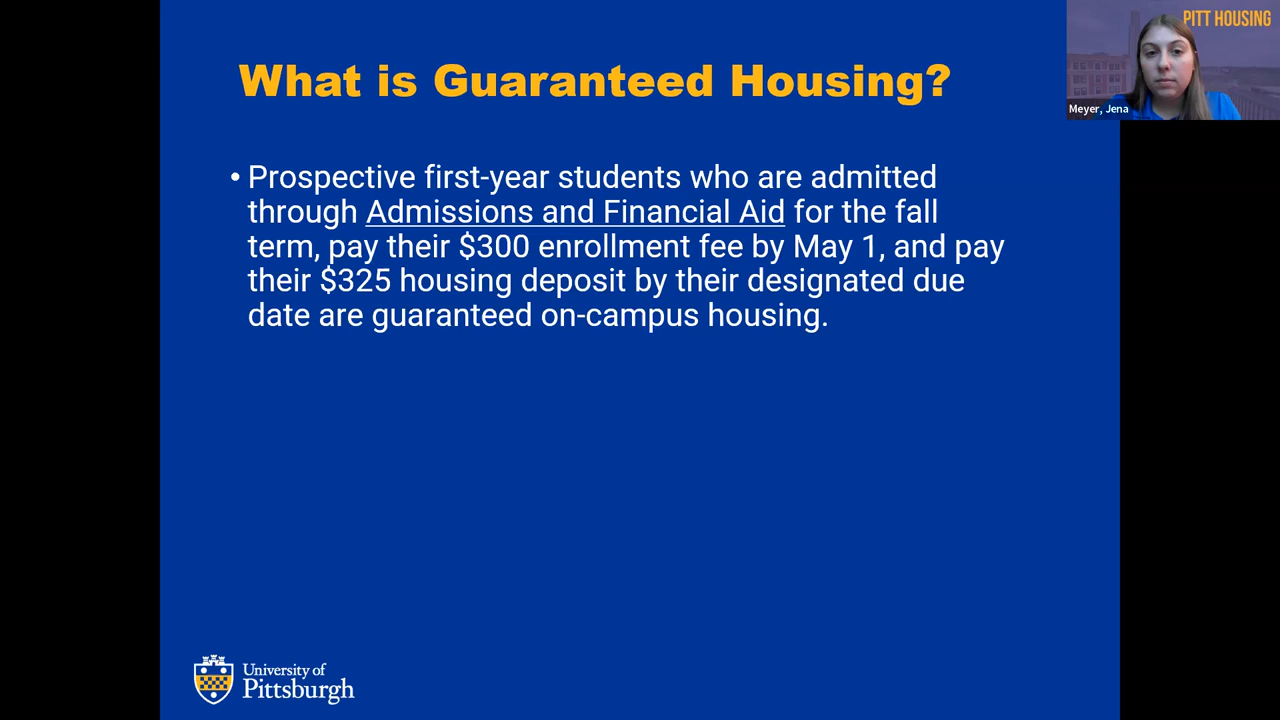 What is Guaranteed Housing?
PITT HOUSING
Meyer, Jena
• Prospective first-year students who are admitted
through Admissions and Financial Aid for the fall
term, pay their $300 enrollment fee by May 1, and pay
their $325 housing deposit by their designated due
date are guaranteed on-campus housing.
University of
Pittsburgh